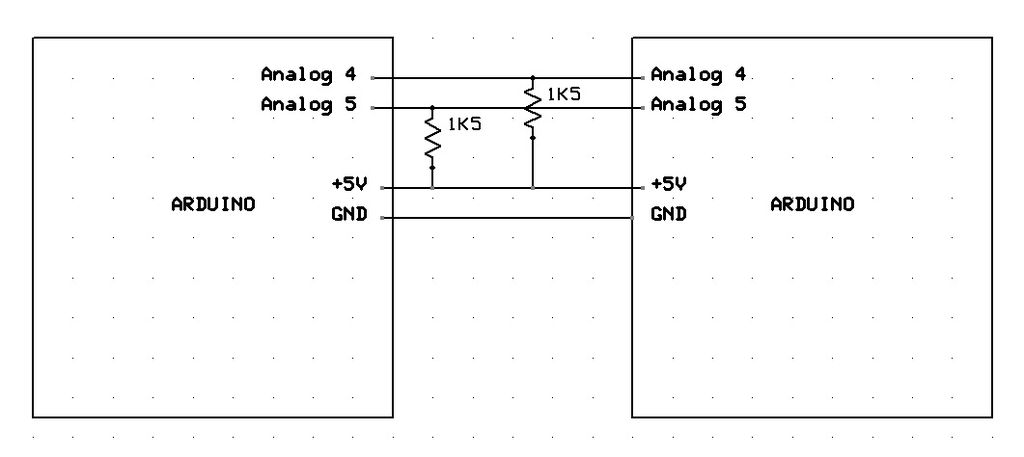 Analog 4
Analog 5
1K5
1K5
+5V
GND
ARDUINO
Analog 4
Analog 5
+5V
GND
ARDUINO